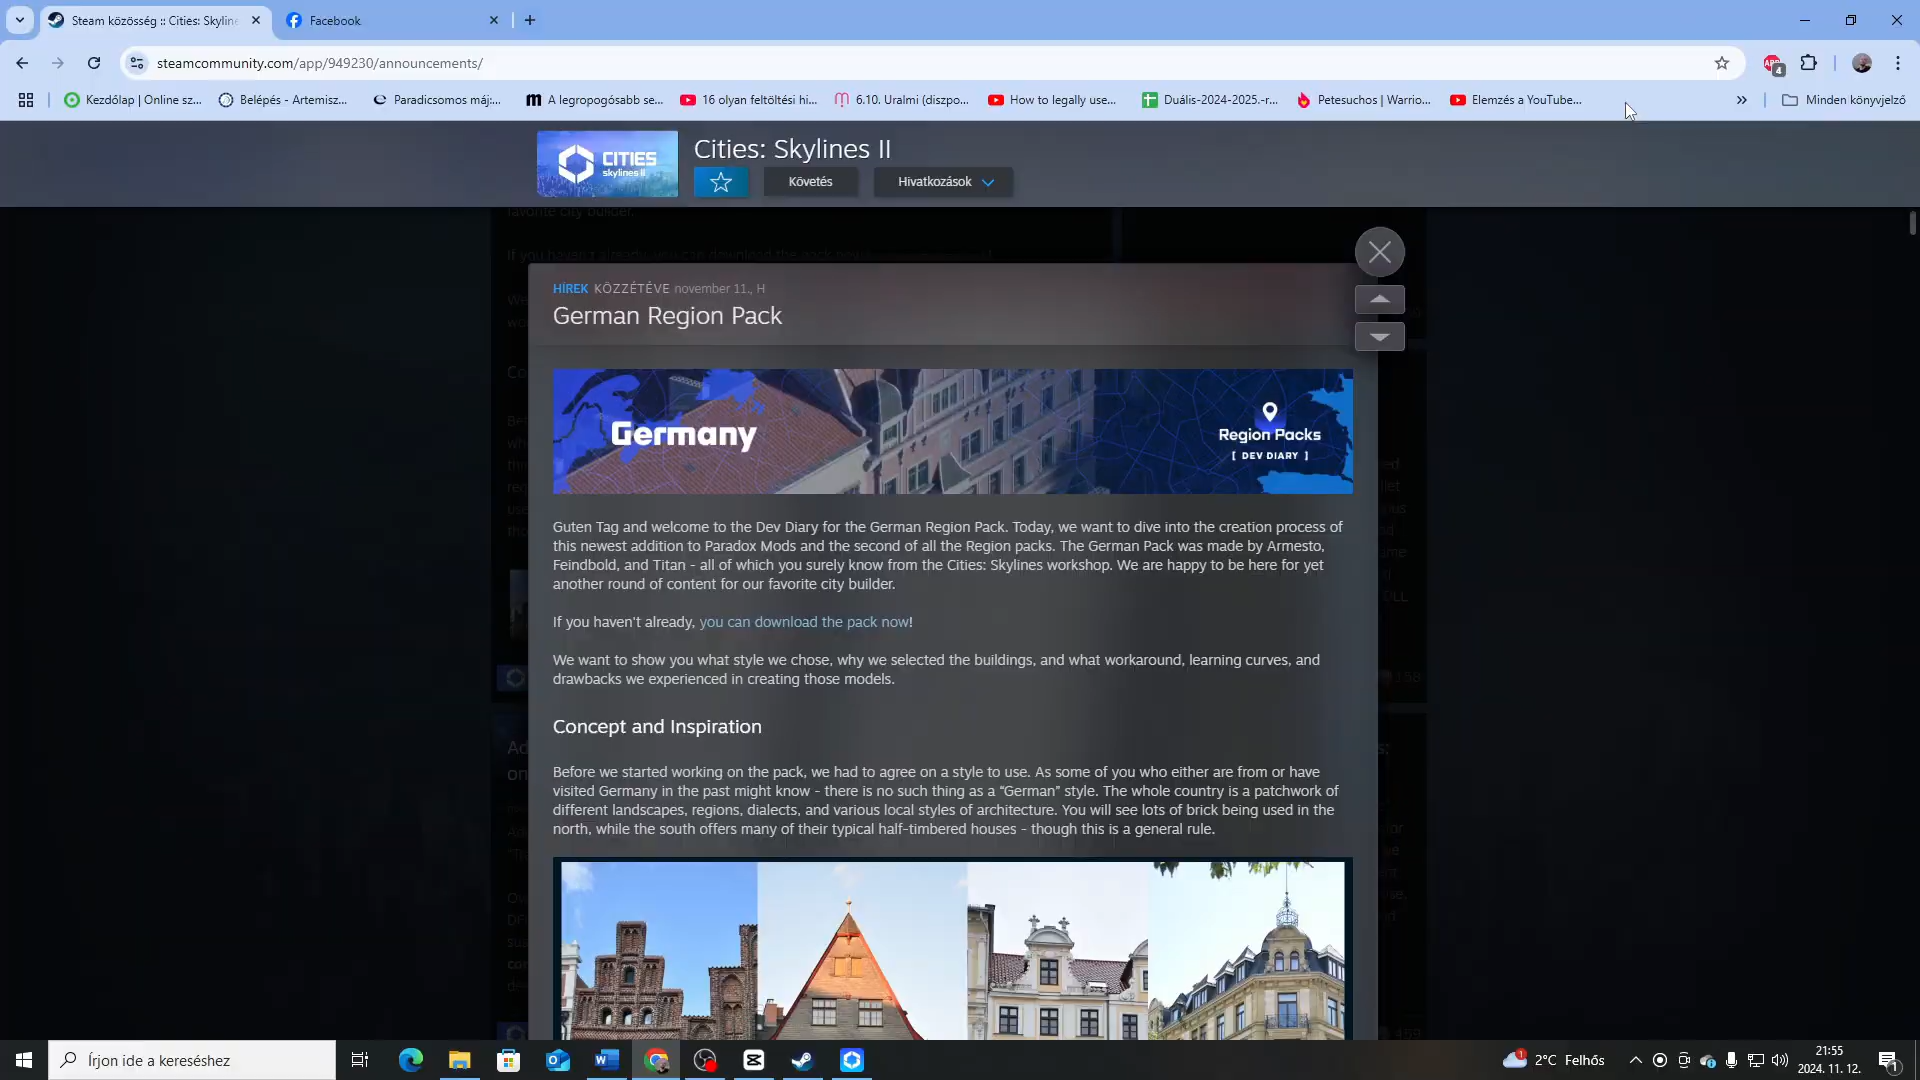 Steam közösség :: Cities: Skyline
Facebook
steamcommunity.com/app/949230/announcements/
4
Kezdőlap | Online sz...
Belépés - Artemisz...
Paradicsomos máj:...
A legropogósabb se...
16 olyan feltöltési hi...
6.10. Uralmi (diszpo...
How to legally use...
Duális-2024-2025.-r...
Petesuchos | Warrio...
Elemzés a YouTube...
Minden könyvjelző
CITIES
skylines II
Cities: Skylines II
Követés
Hivatkozások
favorite city builder.
HÍREK KÖZZÉTÉVE november 11., H
German Region Pack
Germany
Region Packs
[ DEV DIARY ]
Guten Tag and welcome to the Dev Diary for the German Region Pack. Today, we want to dive into the creation process of
this newest addition to Paradox Mods and the second of all the Region packs. The German Pack was made by Armesto,
Feindbold, and Titan - all of which you surely know from the Cities: Skylines workshop. We are happy to be here for yet
another round of content for our favorite city builder.
If you haven't already, you can download the pack now!
We want to show you what style we chose, why we selected the buildings, and what workaround, learning curves, and
drawbacks we experienced in creating those models.
Concept and Inspiration
Before we started working on the pack, we had to agree on a style to use. As some of you who either are from or have
visited Germany in the past might know - there is no such thing as a “German” style. The whole country is a patchwork of
different landscapes, regions, dialects, and various local styles of architecture. You will see lots of brick being used in the
north, while the south offers many of their typical half-timbered houses - though this is a general rule.
Írjon ide a kereséshez
1
2°C Felhős
21:55
2024. 11. 12.
1